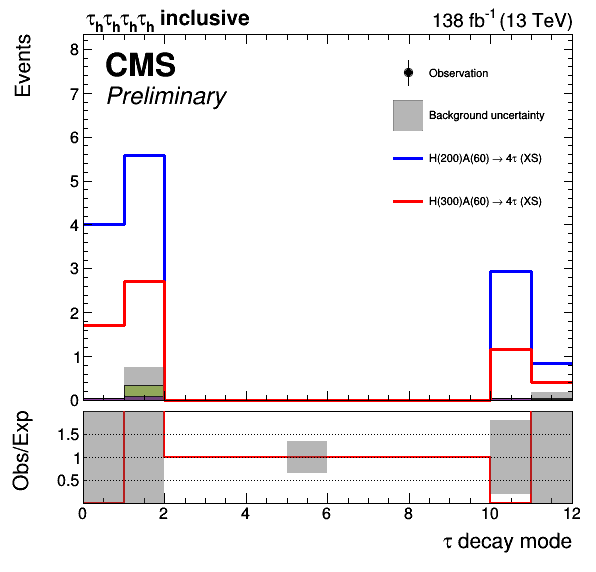 τhτhτhτh inclusive
138 fb-1 (13 TeV)
Events
CMS
Preliminary
Observation
Background uncertainty
H(200)A(60) → 4τ (XS)
H(300)A(60) → 4τ (XS)
8
7
6
5
4
3
2
1
0
Obs/Exp
1.5
1
0.5
0 2 4 6 8 10 12
τ decay mode